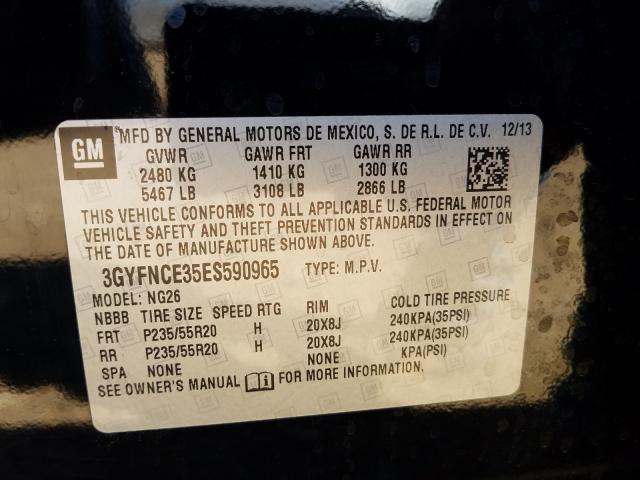 GM
MFD BY GENERAL MOTORS DE MEXICO, S. DE R.L. DE C.V. 12/13
GVWR GAWR FRT GAWR RR
2480 KG 1410 KG 1300 KG
5467 LB 3108 LB 2866 LB
THIS VEHICLE CONFORMS TO ALL APPLICABLE U.S. FEDERAL MOTOR
VEHICLE SAFETY AND THEFT PREVENTION STANDARDS IN EFFECT ON
THE DATE OF MANUFACTURE SHOWN ABOVE.
3GYFNCE35ES590965 TYPE: M.P.V.
MODEL: NG26
NBBB TIRE SIZE SPEED RTG RIM COLD TIRE PRESSURE
FRT P235/55R20 H 20X8J 240KPA(35PSI)
RR P235/55R20 H 20X8J 240KPA(35PSI)
SPA NONE NONE KPA(PSI)
SEE OWNER'S MANUAL FOR MORE INFORMATION.